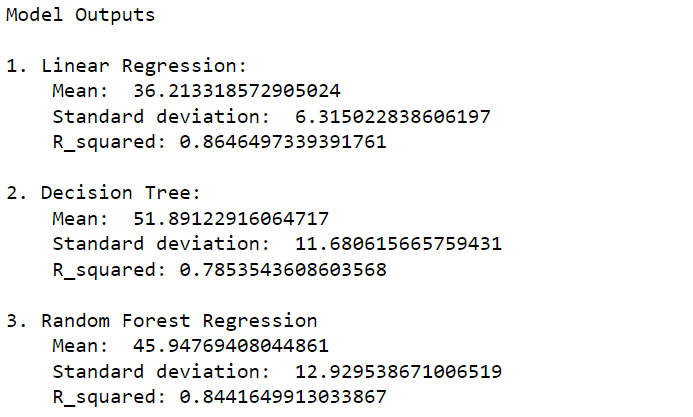 Model Outputs
1. Linear Regression:
Mean:  36.213318572905024
Standard deviation:  6.315022838606197
R_squared: 0.8646497339391761
2. Decision Tree:
Mean:  51.89122916064717
Standard deviation:  11.680615665759431
R_squared: 0.7853543608603568
3. Random Forest Regression
Mean:  45.94769408044861
Standard deviation:  12.929538671006519
R_squared: 0.8441649913033867